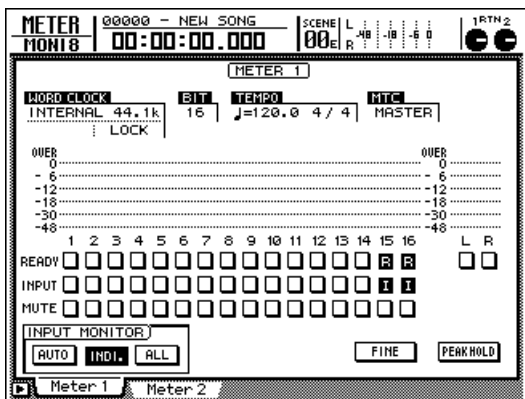 METER 00000 - NEW SONG SCENE L -48 -18 -6 0 1 RTN 2
MONI8 00:00:00.000 00E R
METER 1
WORD CLOCK BIT TEMPO MTC
INTERNAL 44.1k 16 ♩=120.0 4/4 MASTER
LOCK
OVER OVER
0 0
- 6 - 6
-12 -12
-18 -18
-30 -30
-48 -48
1 2 3 4 5 6 7 8 9 10 11 12 13 14 15 16 L R
READY R R
INPUT I I
MUTE
INPUT MONITOR
AUTO INDI. ALL FINE PEAKHOLD
Meter 1 Meter 2